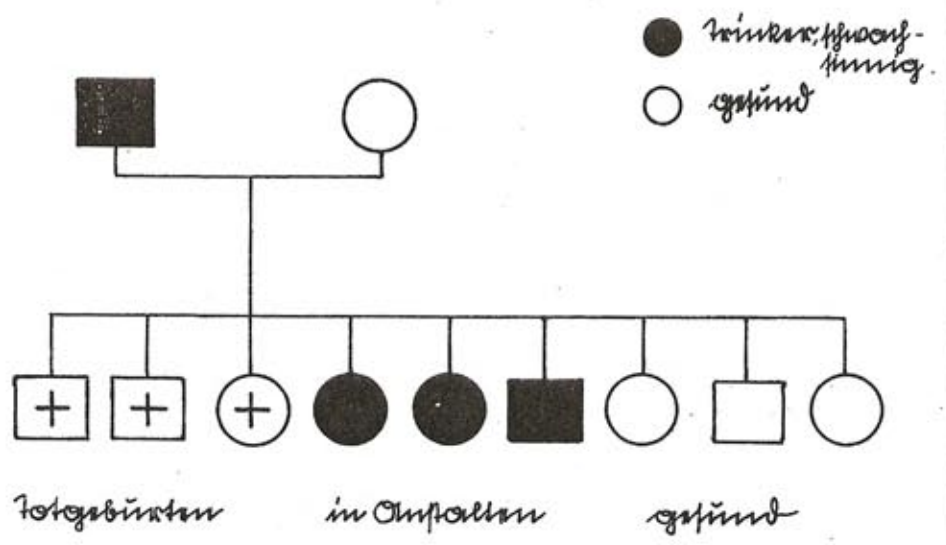 Trinker, schwach-
sinnig.
gesund
Totgeburten
in Anstalten
gesund